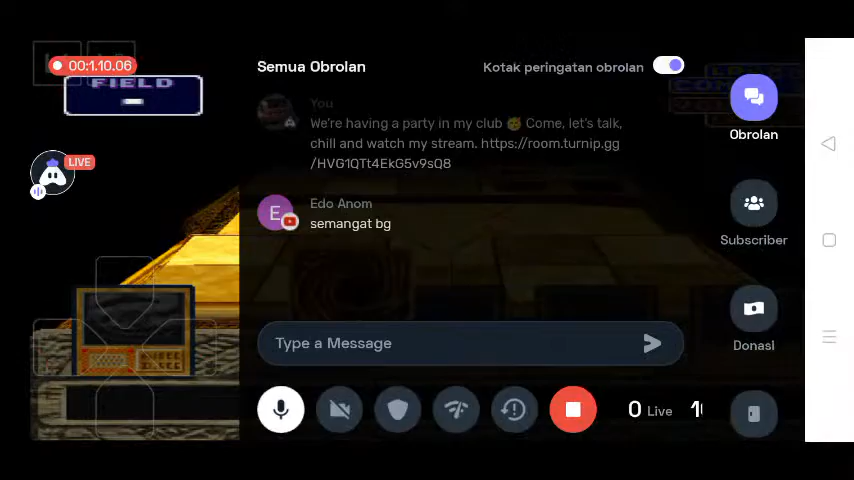 00:1.10.06
FIELD
LIVE
Semua Obrolan
Kotak peringatan obrolan
You
We're having a party in my club 🥳 Come, let's talk,
chill and watch my stream. https://room.turnip.gg
/HVG1QTt4EkG5v9sQ8
E
Edo Anom
semangat bg
Type a Message
0 Live
Obrolan
Subscriber
Donasi